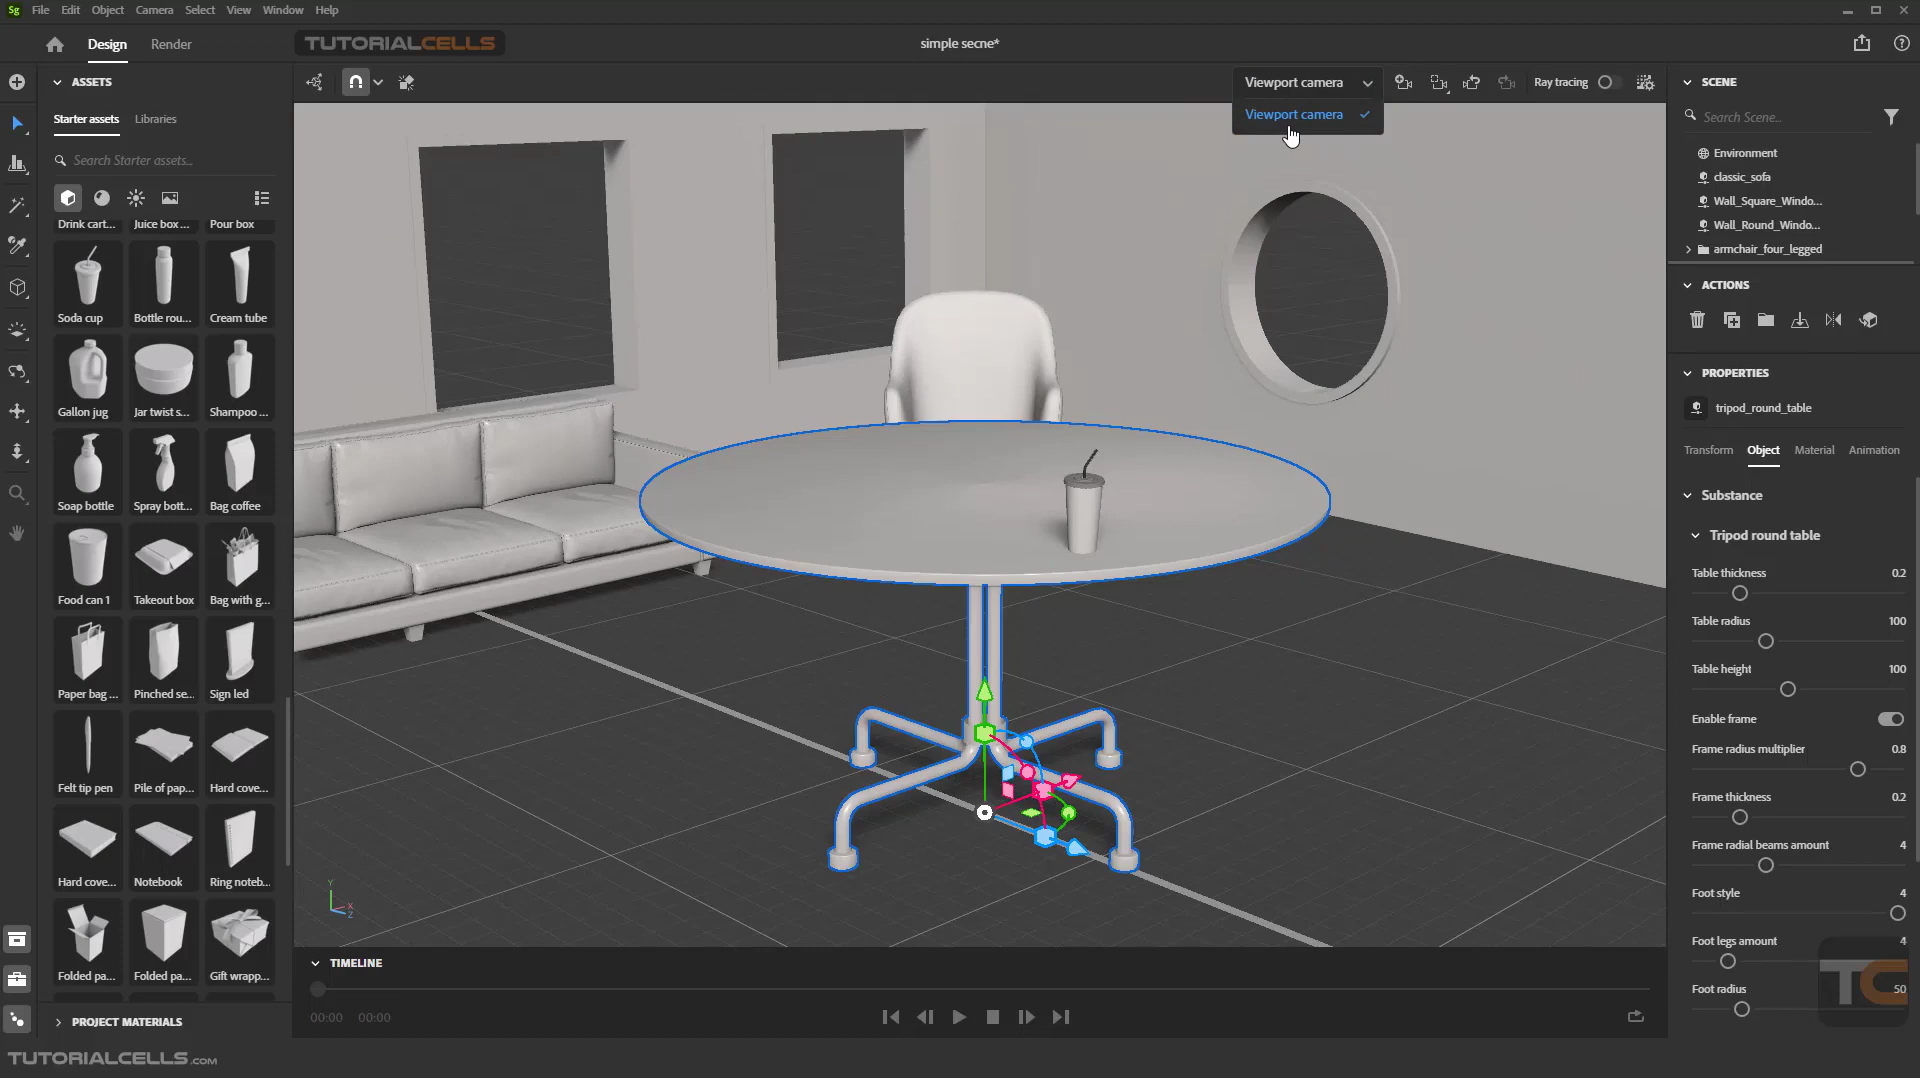 Sg File Edit Object Camera Select View Window Help
Design Render TUTORIALCELLS simple secne*
ASSETS
Starter assets Libraries
Search Starter assets...
Drink cart... Juice box ... Pour box
Soda cup Bottle rou... Cream tube
Gallon jug Jar twist s... Shampoo ...
Soap bottle Spray bott... Bag coffee
Food can 1 Takeout box Bag with g...
Paper bag ... Pinched se... Sign led
Felt tip pen Pile of pap... Hard cove...
Hard cove... Notebook Ring noteb...
Folded pa... Folded pa... Gift wrapp...
PROJECT MATERIALS
TUTORIALCELLS.COM
Viewport camera
Viewport camera
Ray tracing
Y
X
Z
TIMELINE
00:00 00:00
SCENE
Search Scene...
Environment
classic_sofa
Wall_Square_Windo...
Wall_Round_Windo...
armchair_four_legged
ACTIONS
PROPERTIES
tripod_round_table
Transform Object Material Animation
Substance
Tripod round table
Table thickness 0.2
Table radius 100
Table height 100
Enable frame
Frame radius multiplier 0.8
Frame thickness 0.2
Frame radial beams amount 4
Foot style 4
Foot legs amount 4
Foot radius 50
TC